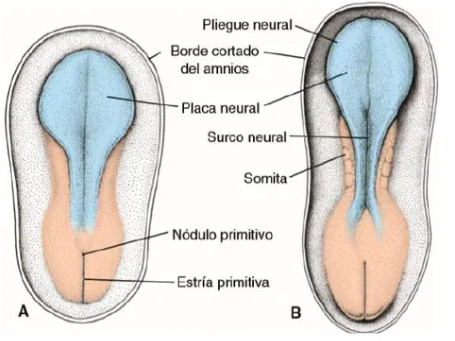 Pliegue neural
Borde cortado
del amnios
Placa neural
Surco neural
Somita
Nódulo primitivo
Estría primitiva
A
B